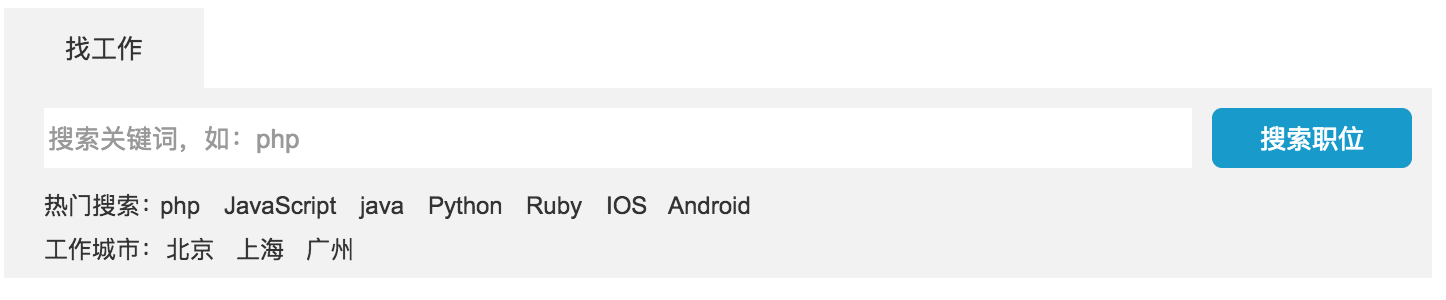 找工作
搜索关键词，如：php
搜索职位
热门搜索：php JavaScript java Python Ruby IOS Android
工作城市： 北京 上海 广州